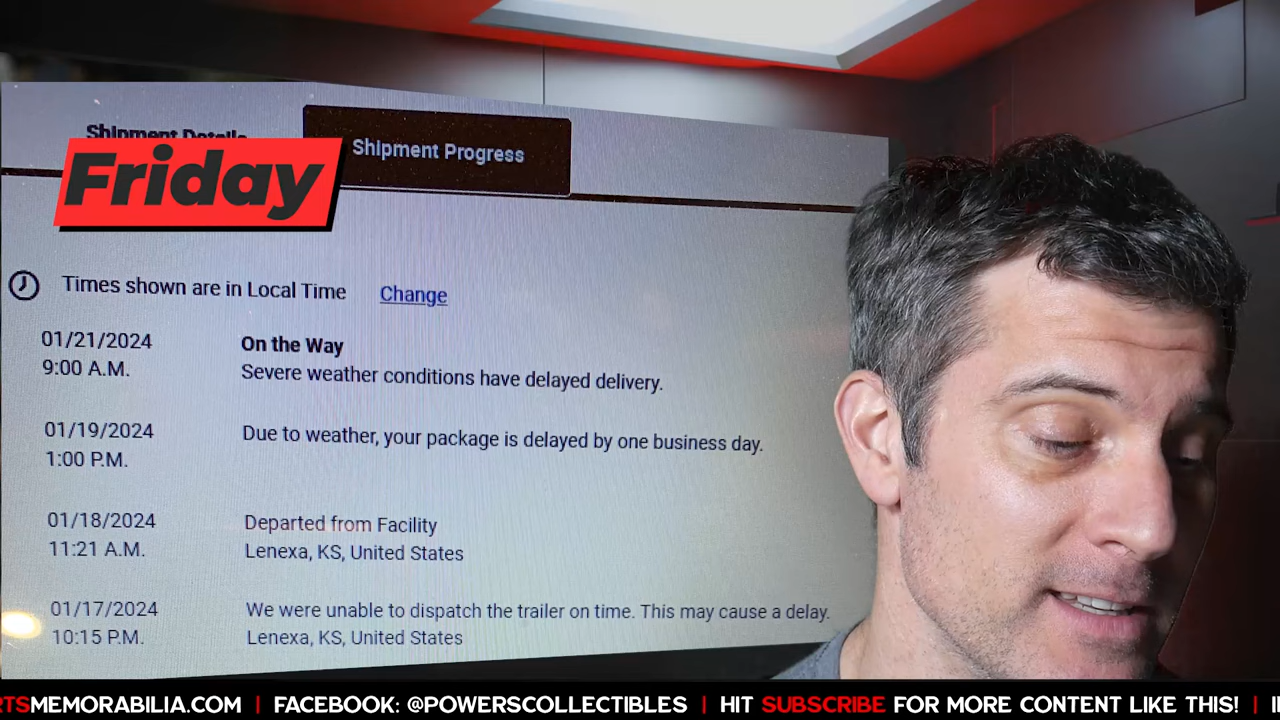 Shipment Details
Shipment Progress
Friday
Times shown are in Local Time Change
01/21/2024 On the Way
9:00 A.M. Severe weather conditions have delayed delivery.
01/19/2024 Due to weather, your package is delayed by one business day.
1:00 P.M.
01/18/2024 Departed from Facility
11:21 A.M. Lenexa, KS, United States
01/17/2024 We were unable to dispatch the trailer on time. This may cause a delay.
10:15 P.M. Lenexa, KS, United States
RTSMEMORABILIA.COM | FACEBOOK: @POWERSCOLLECTIBLES | HIT SUBSCRIBE FOR MORE CONTENT LIKE THIS! |